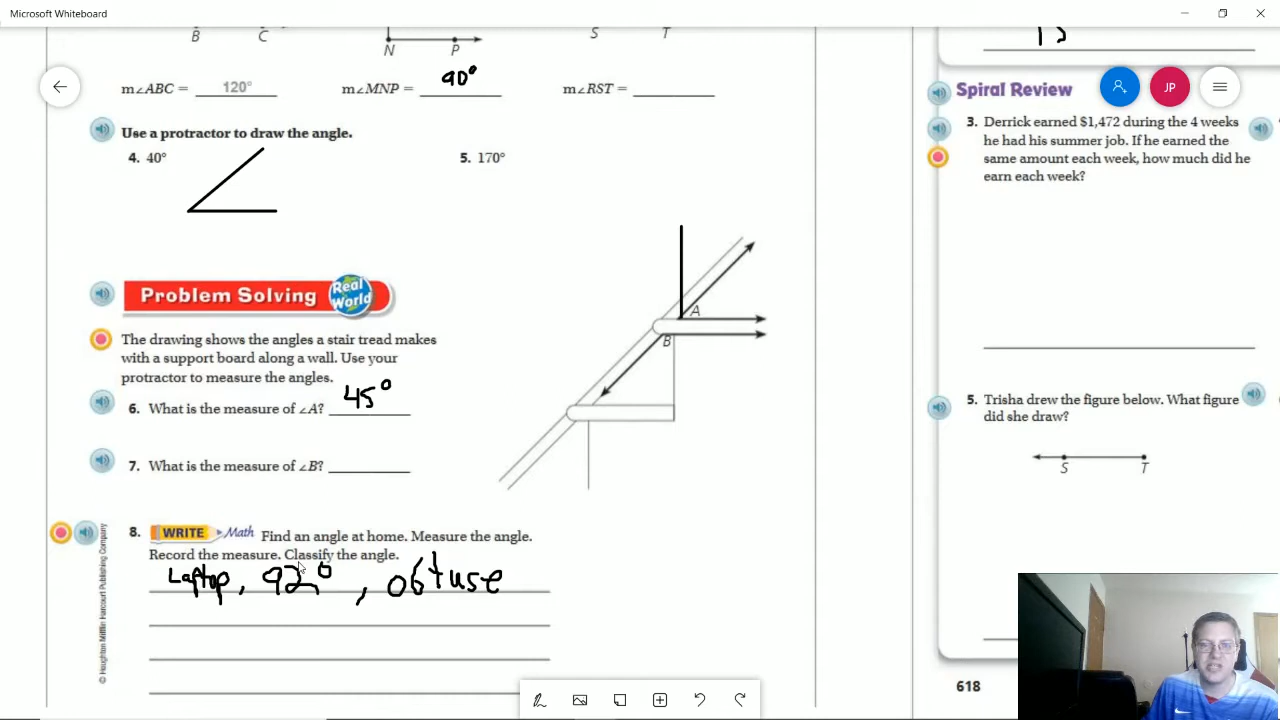 Microsoft Whiteboard
B C
N P
S T
m∠ABC = 120°
m∠MNP = 90°
m∠RST =
Use a protractor to draw the angle.
4. 40°
5. 170°
Problem Solving Real World
The drawing shows the angles a stair tread makes
with a support board along a wall. Use your
protractor to measure the angles.
6. What is the measure of ∠A? 45°
7. What is the measure of ∠B?
A
B
8. WRITE Math Find an angle at home. Measure the angle.
Record the measure. Classify the angle.
Laptop, 92°, obtuse
© Houghton Mifflin Harcourt Publishing Company
JP
Spiral Review
3. Derrick earned $1,472 during the 4 weeks
he had his summer job. If he earned the
same amount each week, how much did he
earn each week?
5. Trisha drew the figure below. What figure
did she draw?
S T
618